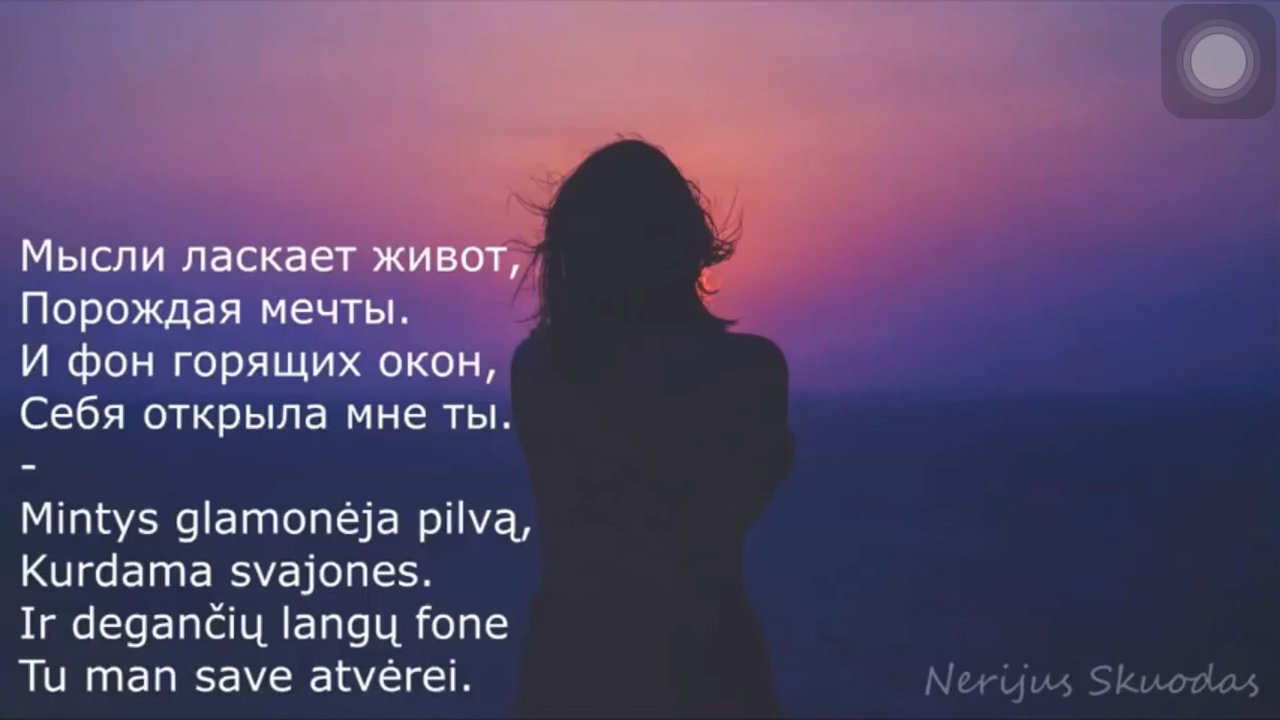 Мысли ласкает живот,
Порождая мечты.
И фон горящих окон,
Себя открыла мне ты.
-
Mintys glamonėja pilvą,
Kurdama svajones.
Ir degančių langų fone
Tu man save atvėrei.
Nerijus Skuodas